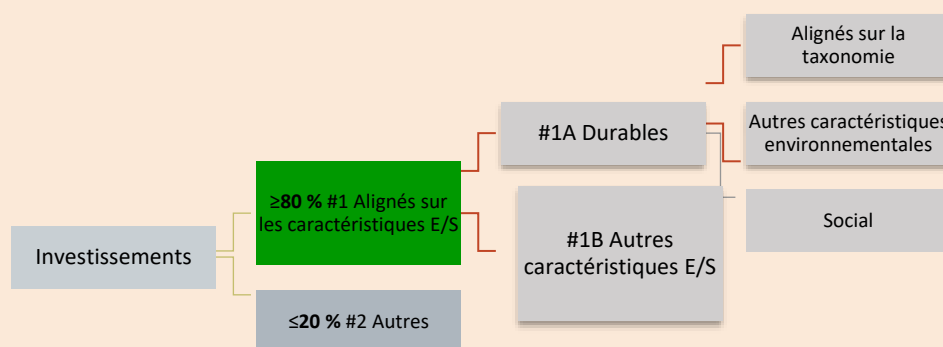 Investissements
≥80 % #1 Alignés sur
les caractéristiques E/S
≤20 % #2 Autres
#1A Durables
#1B Autres
caractéristiques E/S
Alignés sur la
taxonomie
Autres caractéristiques
environnementales
Social